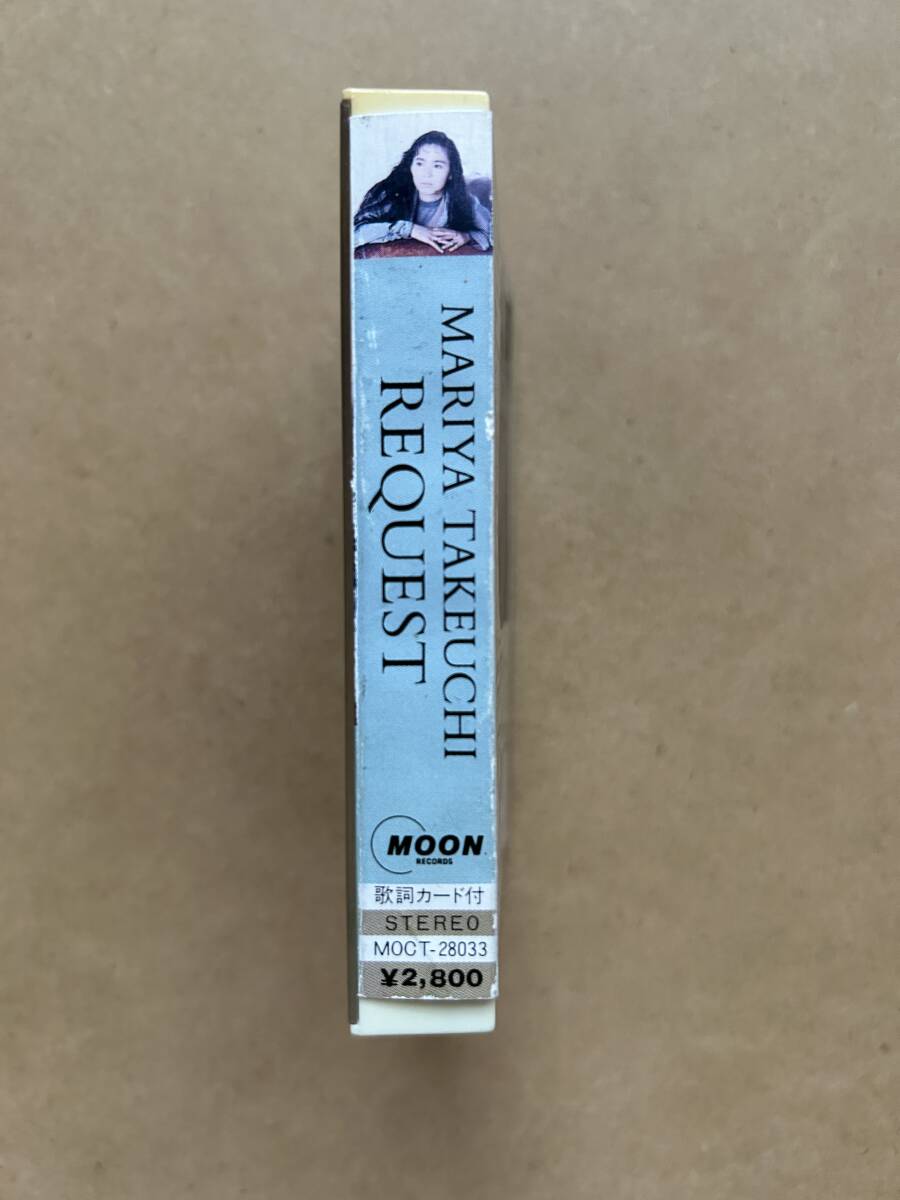 MARIYA TAKEUCHI
REQUEST
MOON
RECORDS
歌詞カード付
STEREO
MOCT-28033
¥2,800